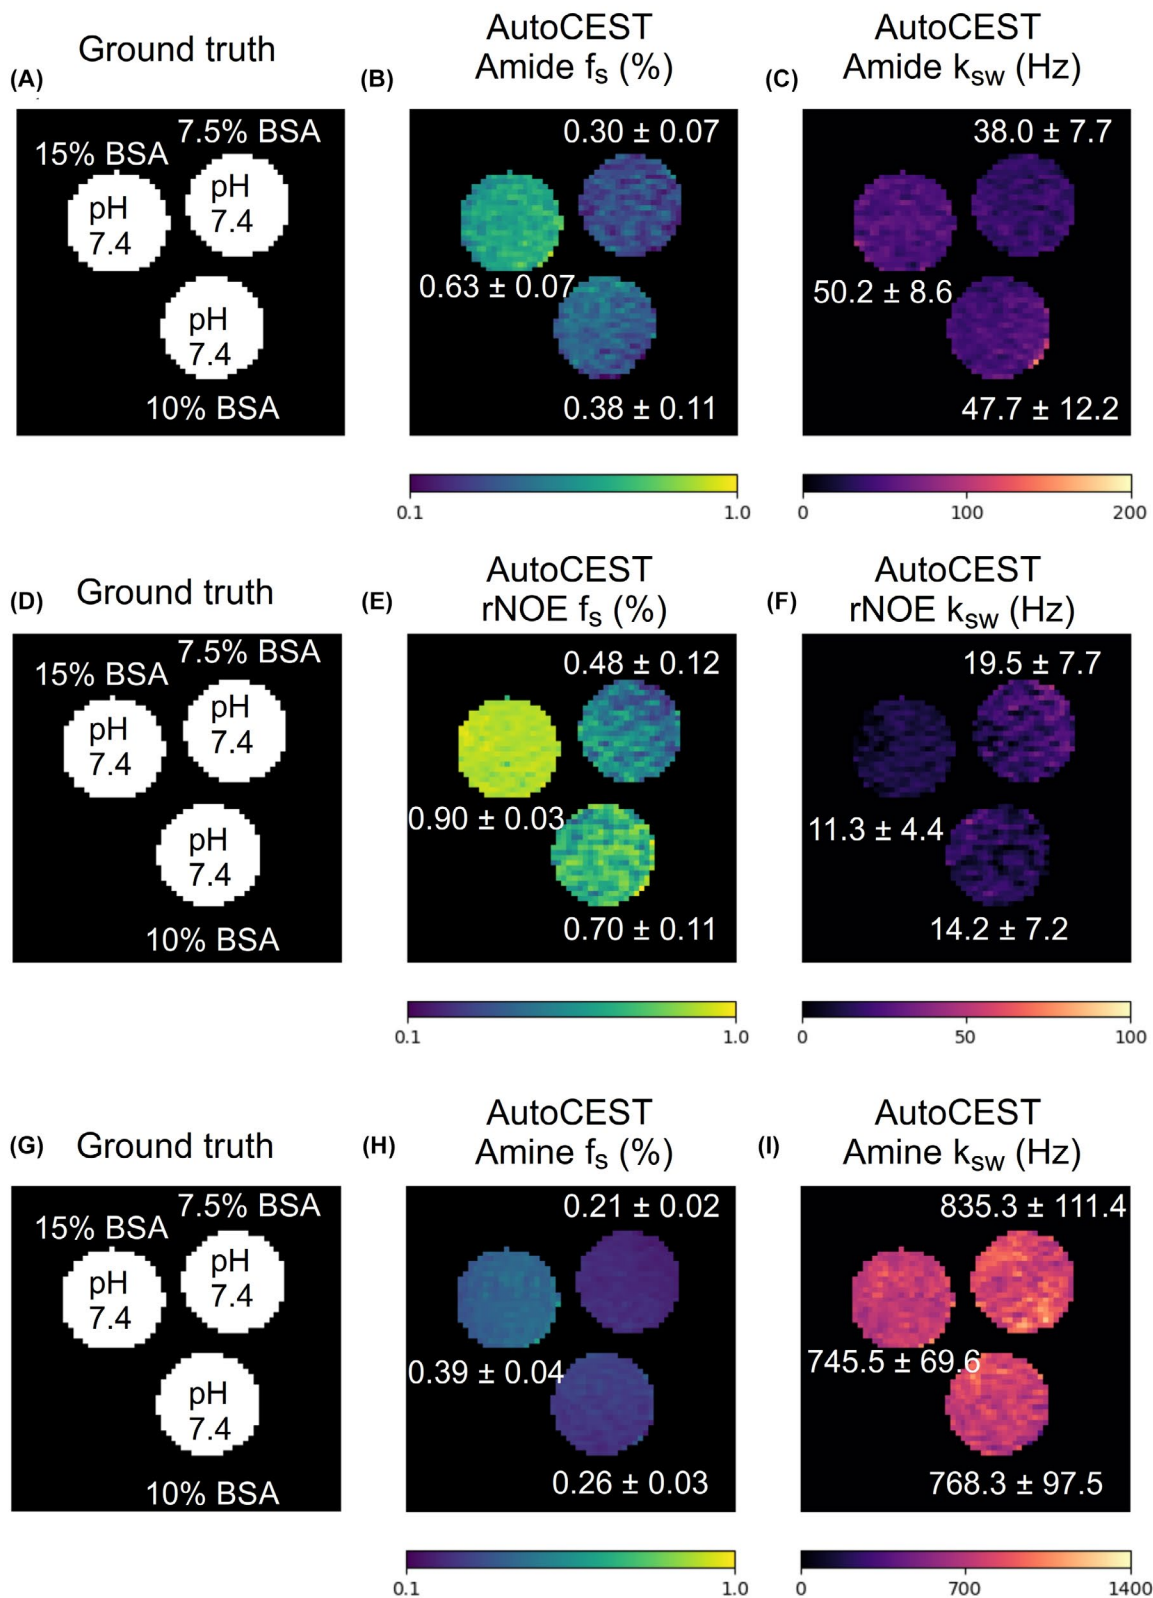 Ground truth
(A)
AutoCEST
Amide fs (%)
(B)
AutoCEST
Amide ksw (Hz)
(C)
7.5% BSA
15% BSA
pH
7.4
pH
7.4
pH
7.4
10% BSA
0.30 ± 0.07
0.63 ± 0.07
0.38 ± 0.11
0.1
1.0
38.0 ± 7.7
50.2 ± 8.6
47.7 ± 12.2
0
100
200
Ground truth
(D)
AutoCEST
rNOE fs (%)
(E)
AutoCEST
rNOE ksw (Hz)
(F)
7.5% BSA
15% BSA
pH
7.4
pH
7.4
pH
7.4
10% BSA
0.48 ± 0.12
0.90 ± 0.03
0.70 ± 0.11
0.1
1.0
19.5 ± 7.7
11.3 ± 4.4
14.2 ± 7.2
0
50
100
Ground truth
(G)
AutoCEST
Amine fs (%)
(H)
AutoCEST
Amine ksw (Hz)
(I)
7.5% BSA
15% BSA
pH
7.4
pH
7.4
pH
7.4
10% BSA
0.21 ± 0.02
0.39 ± 0.04
0.26 ± 0.03
0.1
1.0
835.3 ± 111.4
745.5 ± 69.6
768.3 ± 97.5
0
700
1400